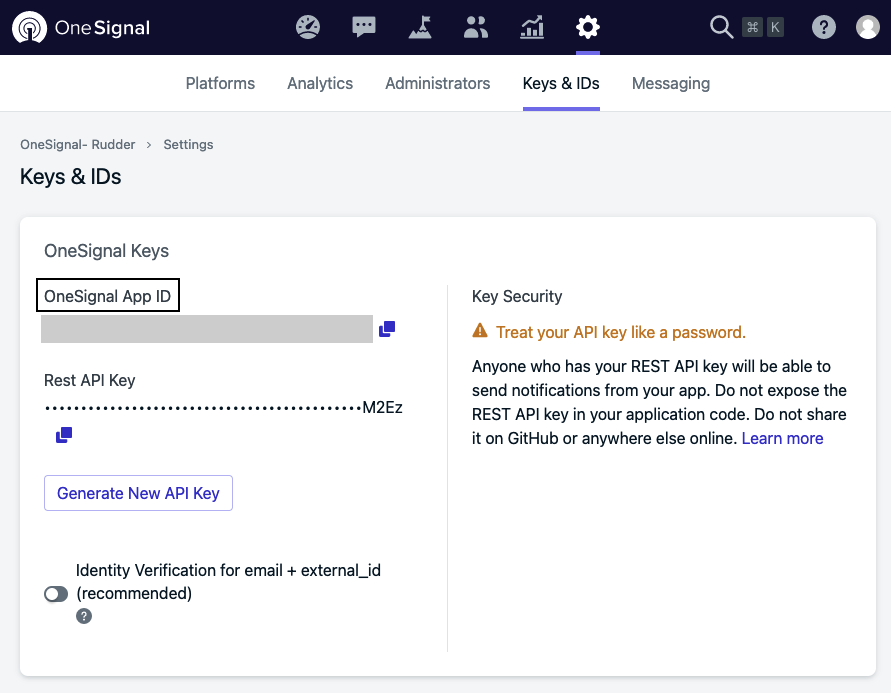 OneSignal
⌘ K
?
Platforms Analytics Administrators Keys & IDs Messaging
OneSignal- Rudder › Settings
Keys & IDs
OneSignal Keys
OneSignal App ID
Rest API Key
••••••••••••••••••••••••••••••••••••••••••••M2Ez
Generate New API Key
Identity Verification for email + external_id
(recommended)
?
Key Security
Treat your API key like a password.
Anyone who has your REST API key will be able to
send notifications from your app. Do not expose the
REST API key in your application code. Do not share
it on GitHub or anywhere else online. Learn more